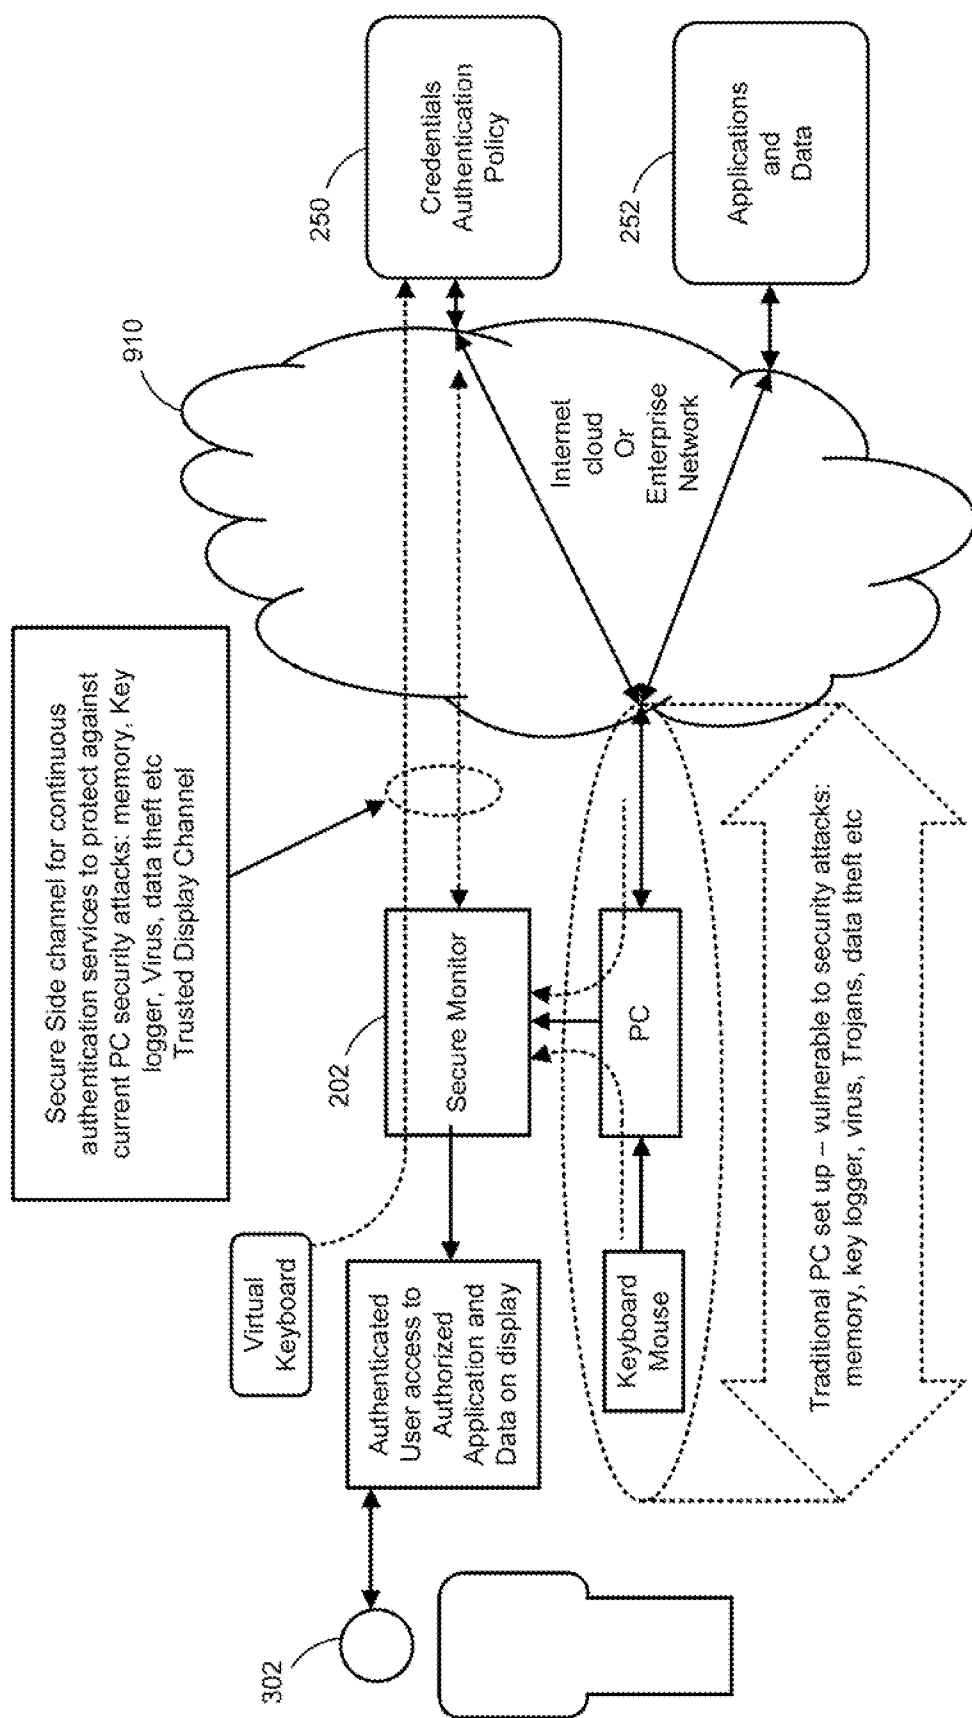 Secure Side channel for continuous
authentication services to protect against
current PC security attacks: memory, Key
logger, Virus, data theft etc
Trusted Display Channel
910
250
Credentials
Authentication
Policy
Virtual
Keyboard
202
Secure Monitor
302
Authenticated
User access to
Authorized
Application and
Data on display
Internet
cloud
Or
Enterprise
Network
252
Applications
and
Data
Keyboard
Mouse
PC
Traditional PC set up – vulnerable to security attacks:
memory, key logger, virus, Trojans, data theft etc